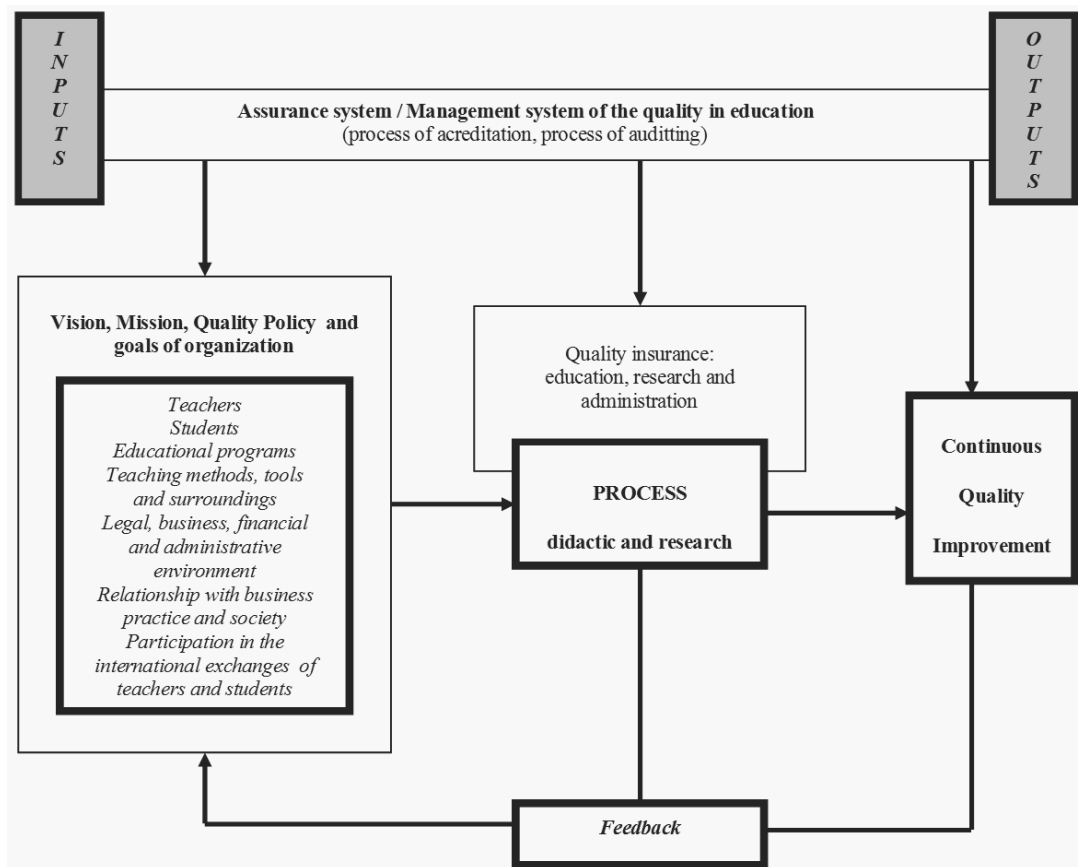 INPUTS
OUTPUTS
Assurance system / Management system of the quality in education
(process of acreditation, process of auditting)
Vision, Mission, Quality Policy and
goals of organization
Teachers
Students
Educational programs
Teaching methods, tools
and surroundings
Legal, business, financial
and administrative
environment
Relationship with business
practice and society
Participation in the
international exchanges of
teachers and students
Quality insurance:
education, research and
administration
PROCESS
didactic and research
Continuous
Quality
Improvement
Feedback